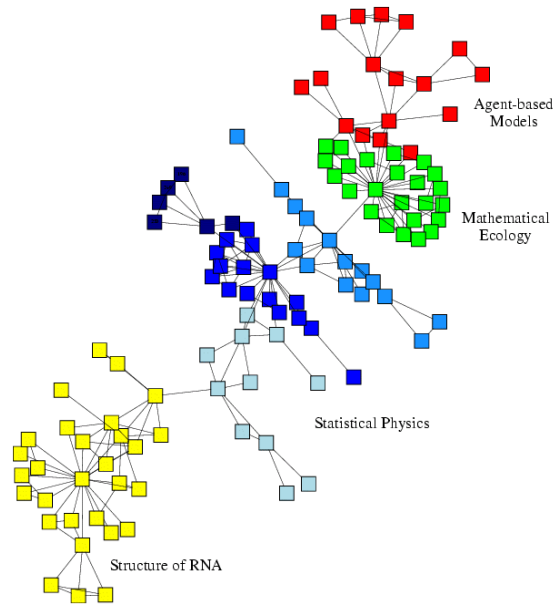 Agent-based
Models
Mathematical
Ecology
Statistical Physics
Structure of RNA